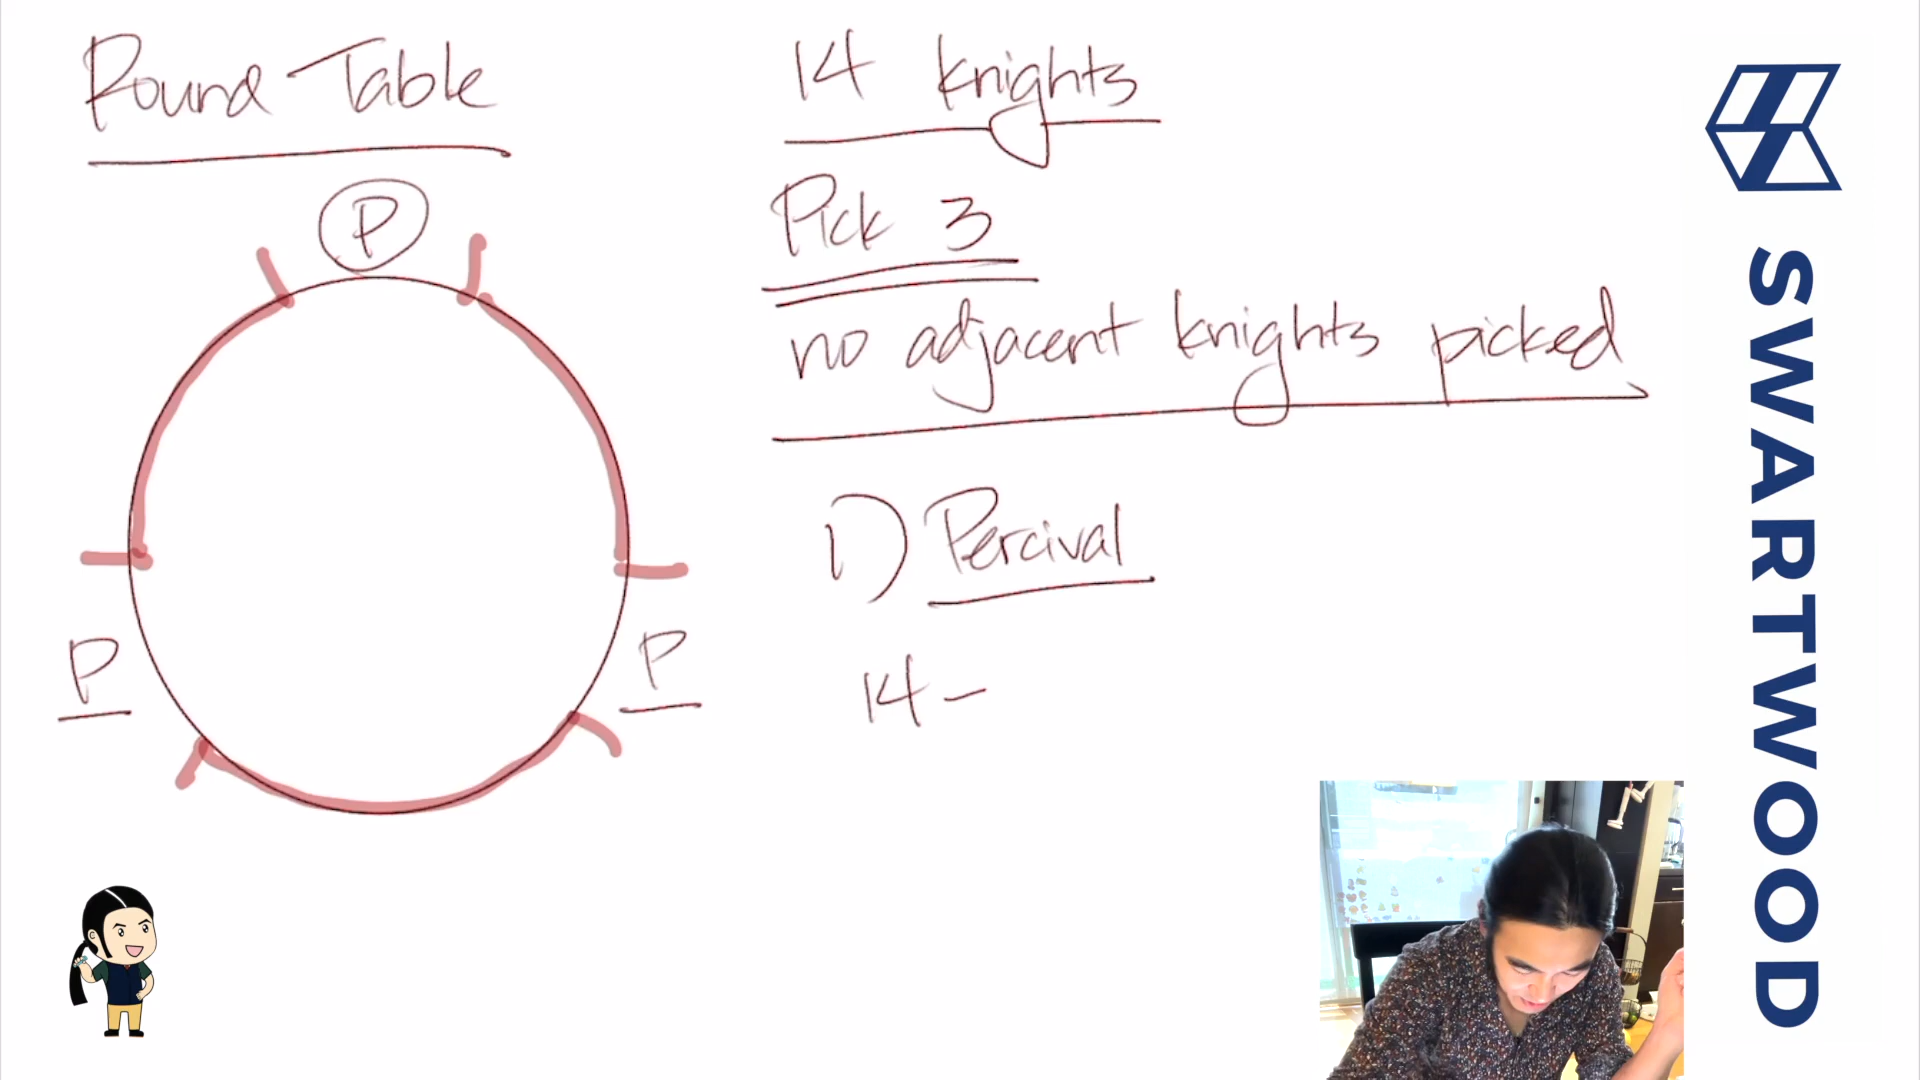 Round Table
14 knights
P
Pick 3
no adjacent knights picked
1) Percival
P
P
14 -
SWARTWOOD